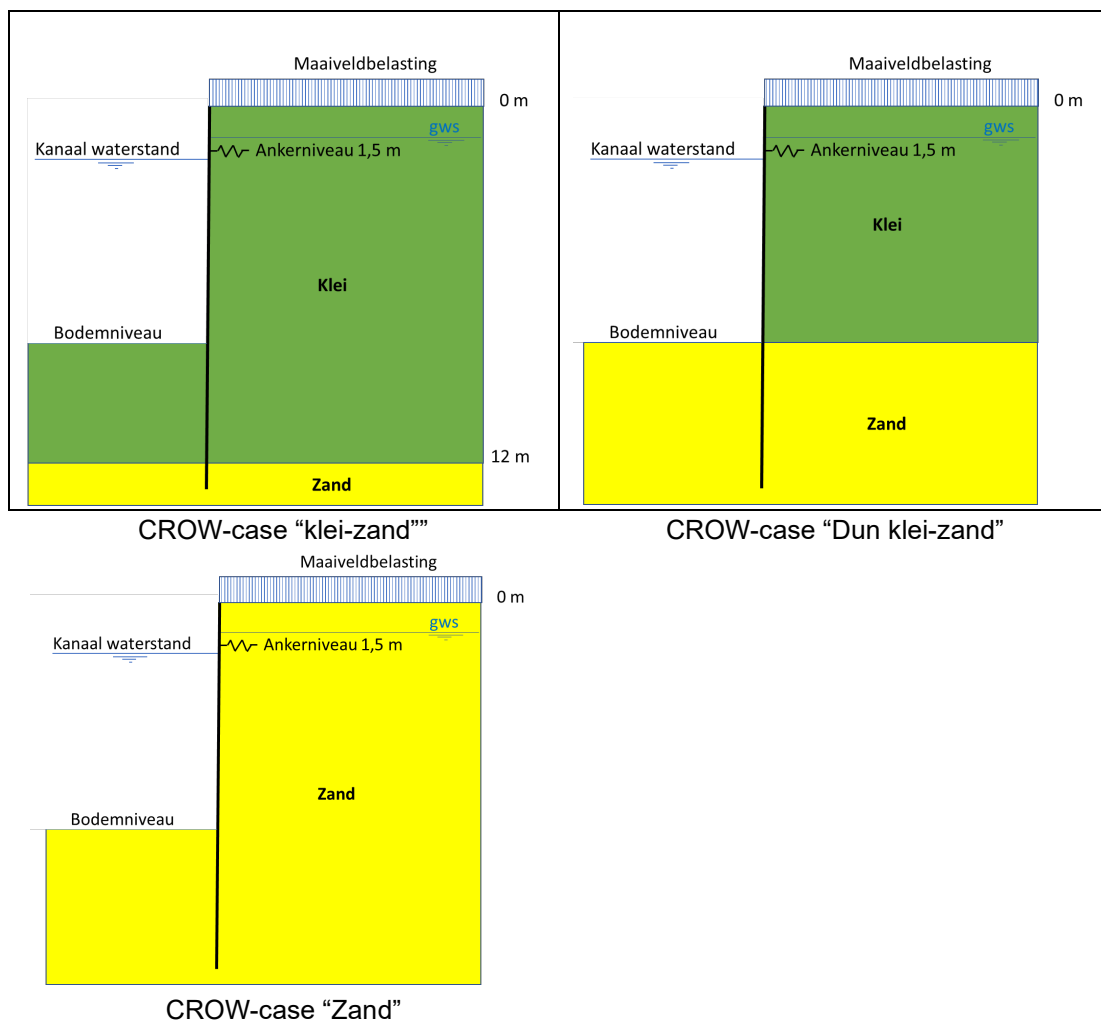 Maaiveldbelasting
0 m
gws
Kanaal waterstand
Ankerniveau 1,5 m
Klei
Bodemniveau
12 m
Zand
CROW-case “klei-zand””
Maaiveldbelasting
0 m
gws
Kanaal waterstand
Ankerniveau 1,5 m
Klei
Bodemniveau
Zand
CROW-case “Dun klei-zand”
Maaiveldbelasting
0 m
gws
Kanaal waterstand
Ankerniveau 1,5 m
Zand
Bodemniveau
CROW-case “Zand”